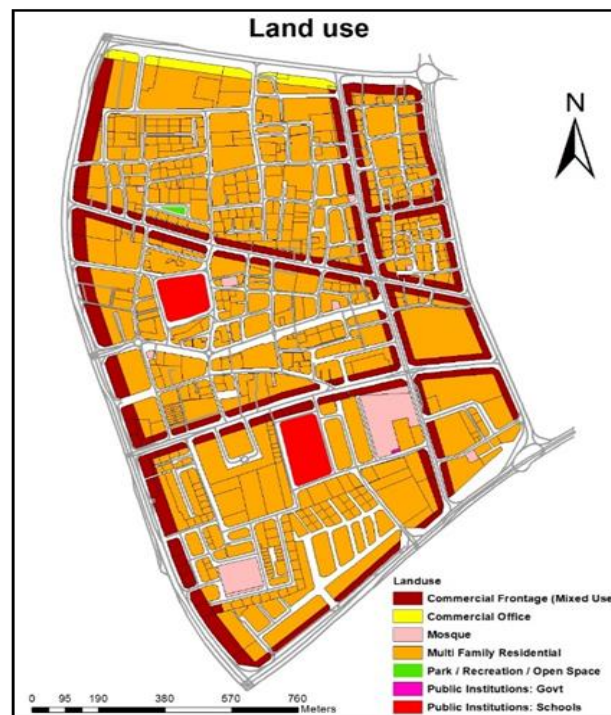 Land use
N
Landuse
Commercial Frontage (Mixed Use
Commercial Office
Mosque
Multi Family Residential
Park / Recreation / Open Space
Public Institutions: Govt
Public Institutions: Schools
0 95 190 380 570 760
Meters